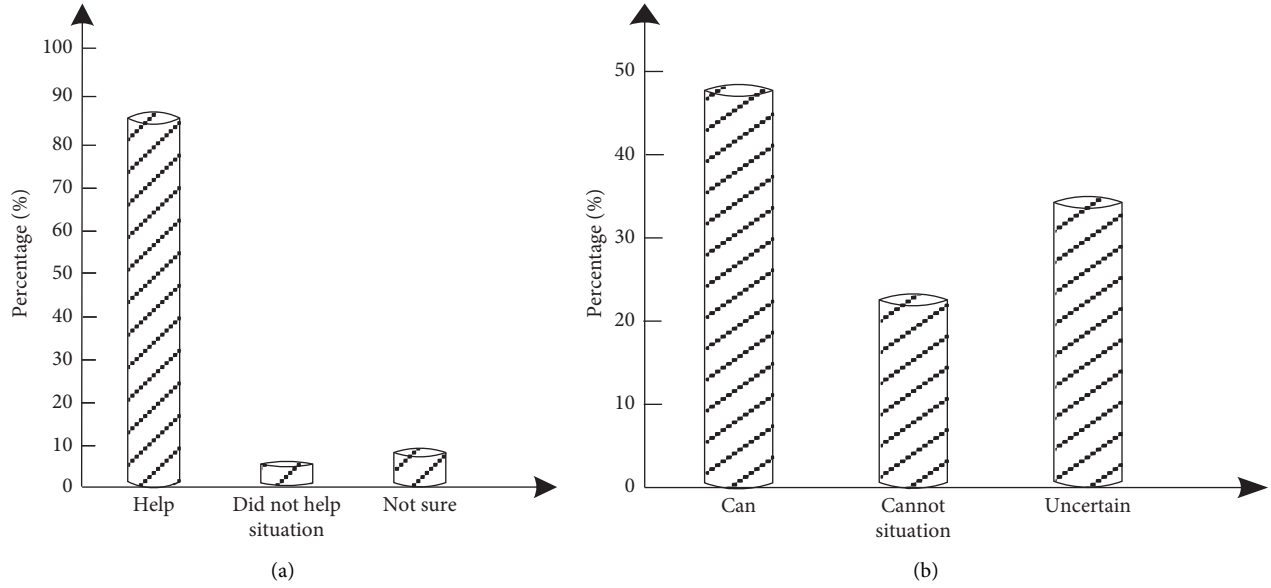 100
90
80
70
60
50
40
30
20
10
0
Percentage (%)
Help
Did not help
Not sure
situation
(a)
50
40
30
20
10
0
Percentage (%)
Can
Cannot
Uncertain
situation
(b)